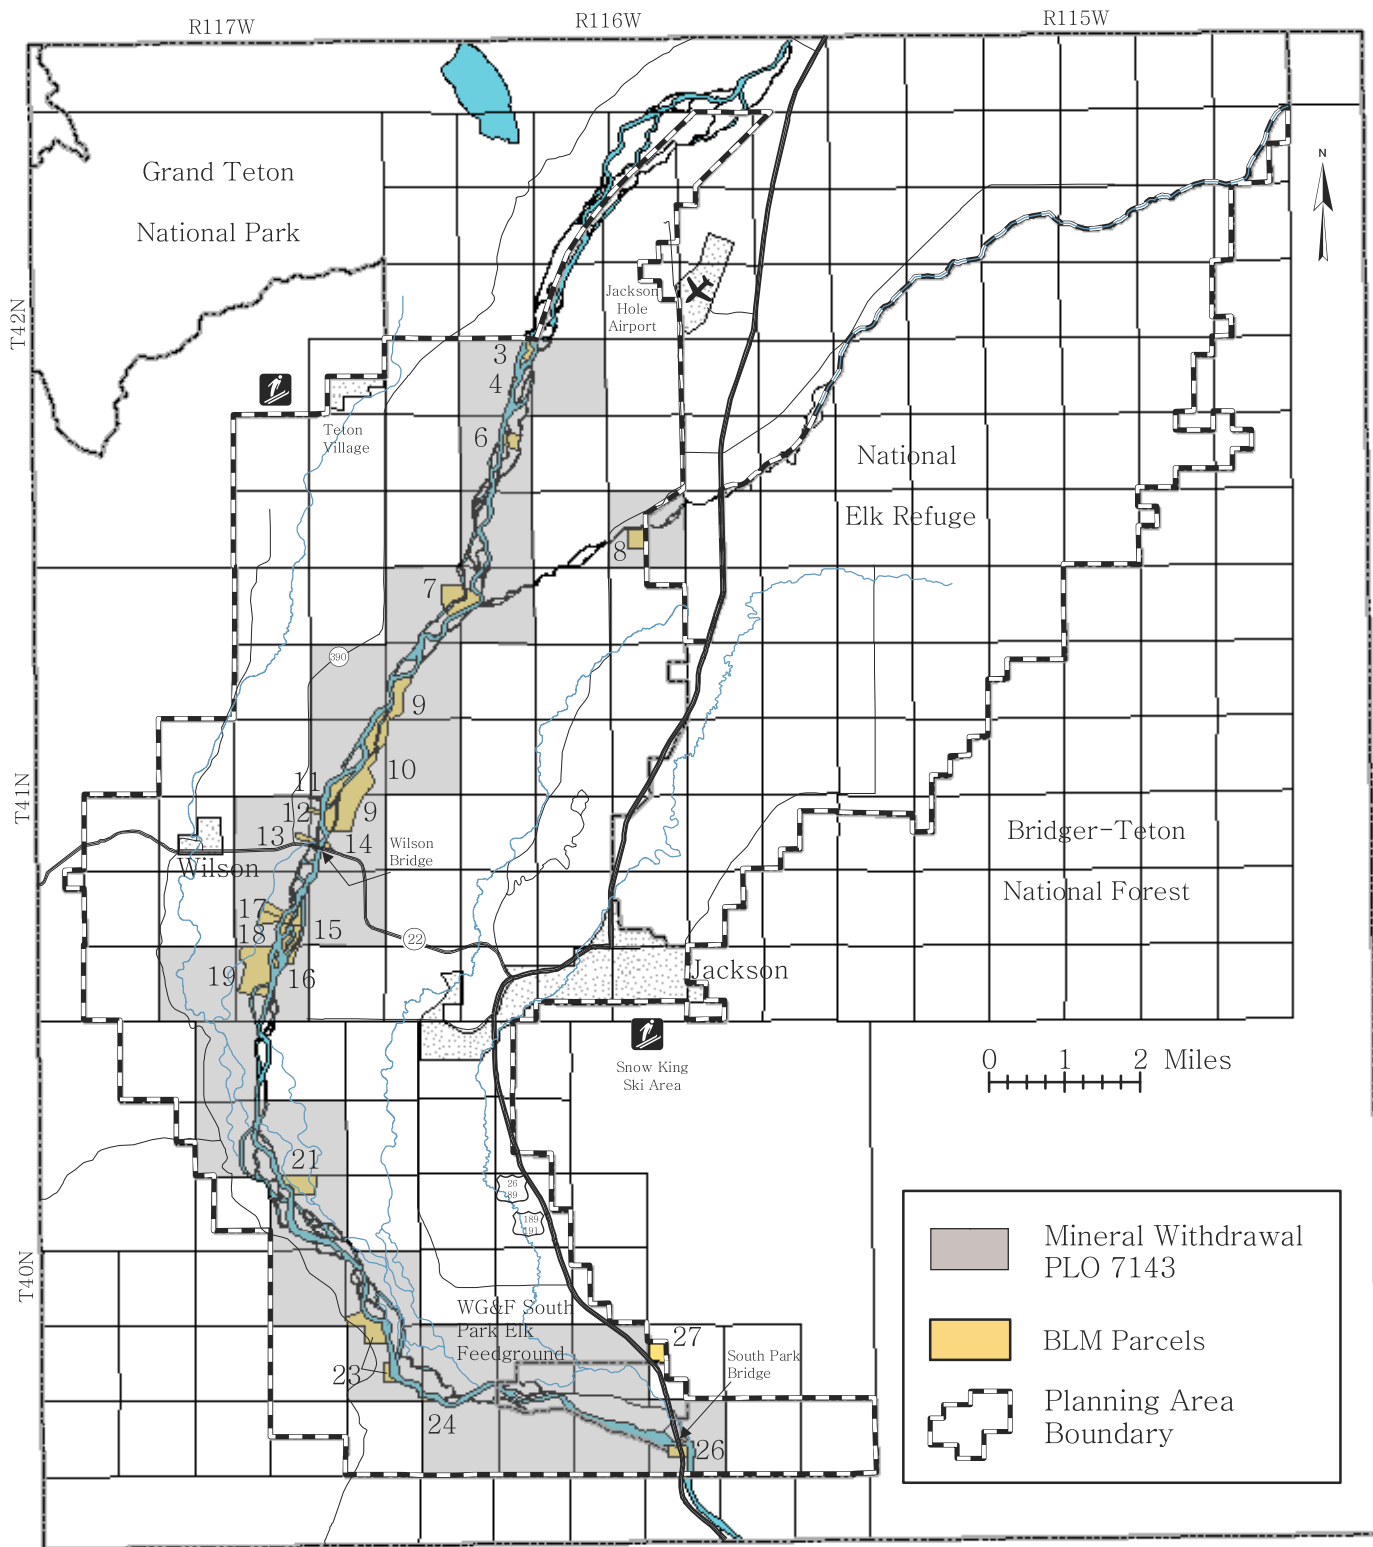 R117W
R116W
R115W
N
Grand Teton
National Park
T42N
Jackson
Hole
Airport
3
4
Teton
Village
6
National
Elk Refuge
8
7
390
9
10
11
12
9
T41N
13
14
Wilson
Bridge
Wilson
Bridger-Teton
National Forest
17
15
18
22
19
16
Jackson
Snow King
Ski Area
0 1 2 Miles
21
26
89
189
191
Mineral Withdrawal
PLO 7143
T40N
WG&F South
Park Elk
Feedground
27
BLM Parcels
South Park
Bridge
23
24
26
Planning Area
Boundary